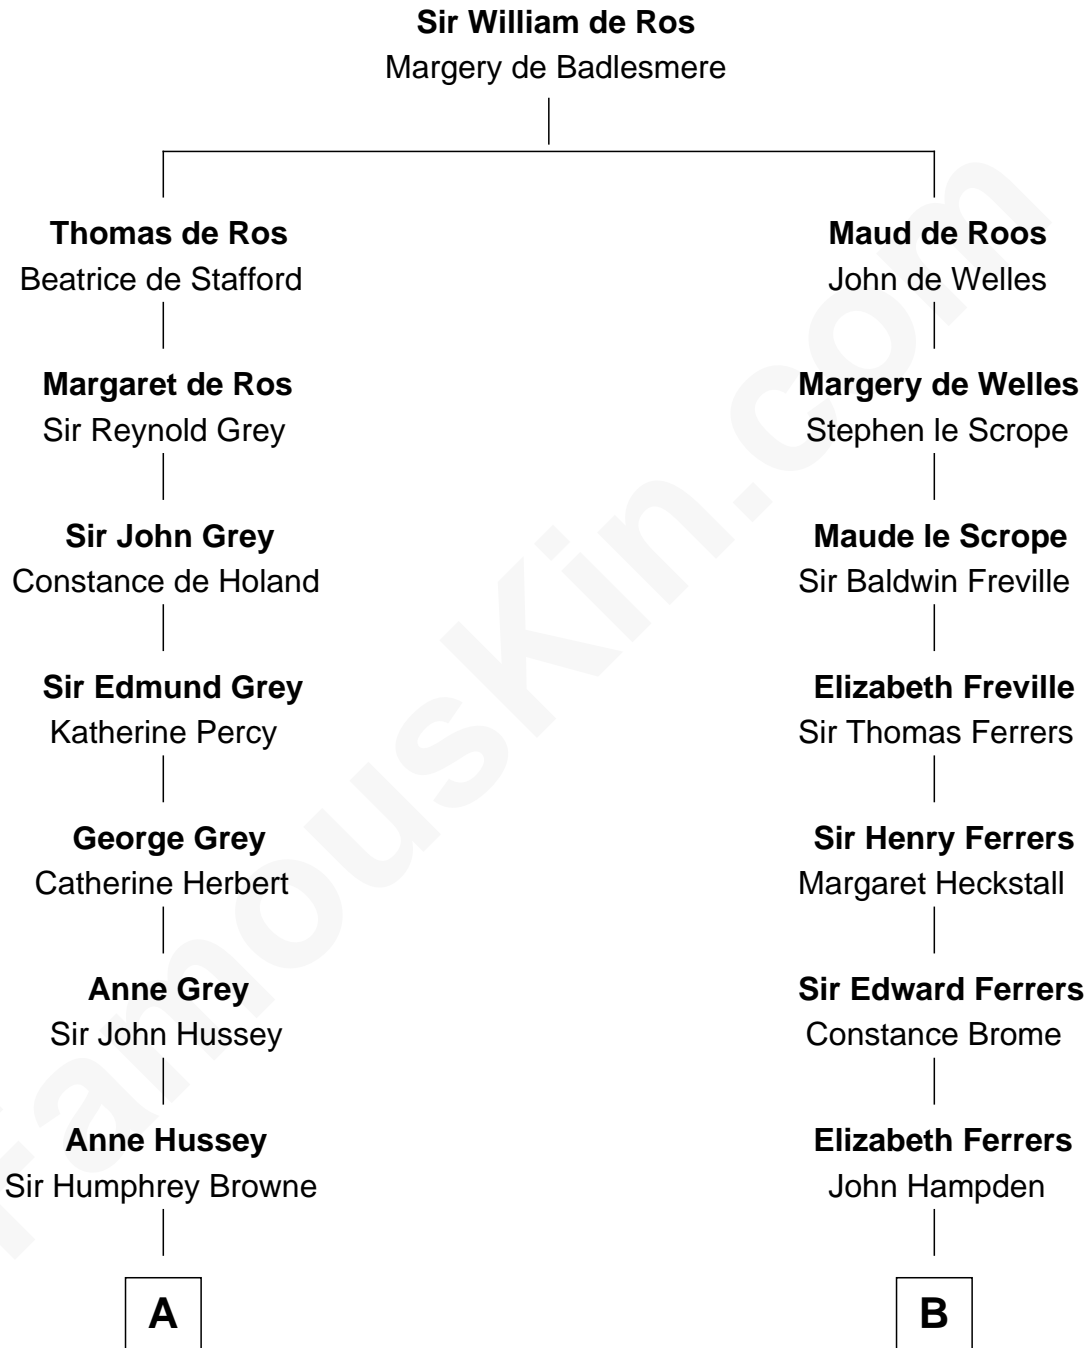 Sir William de Ros
Margery de Badlesmere
Thomas de Ros
Beatrice de Stafford
Maud de Roos
John de Welles
Margaret de Ros
Sir Reynold Grey
Margery de Welles
Stephen le Scrope
Sir John Grey
Constance de Holand
Maude le Scrope
Sir Baldwin Freville
Sir Edmund Grey
Katherine Percy
Elizabeth Freville
Sir Thomas Ferrers
George Grey
Catherine Herbert
Sir Henry Ferrers
Margaret Heckstall
Anne Grey
Sir John Hussey
Sir Edward Ferrers
Constance Brome
Anne Hussey
Sir Humphrey Browne
Elizabeth Ferrers
John Hampden
A
B
FamousKin.com